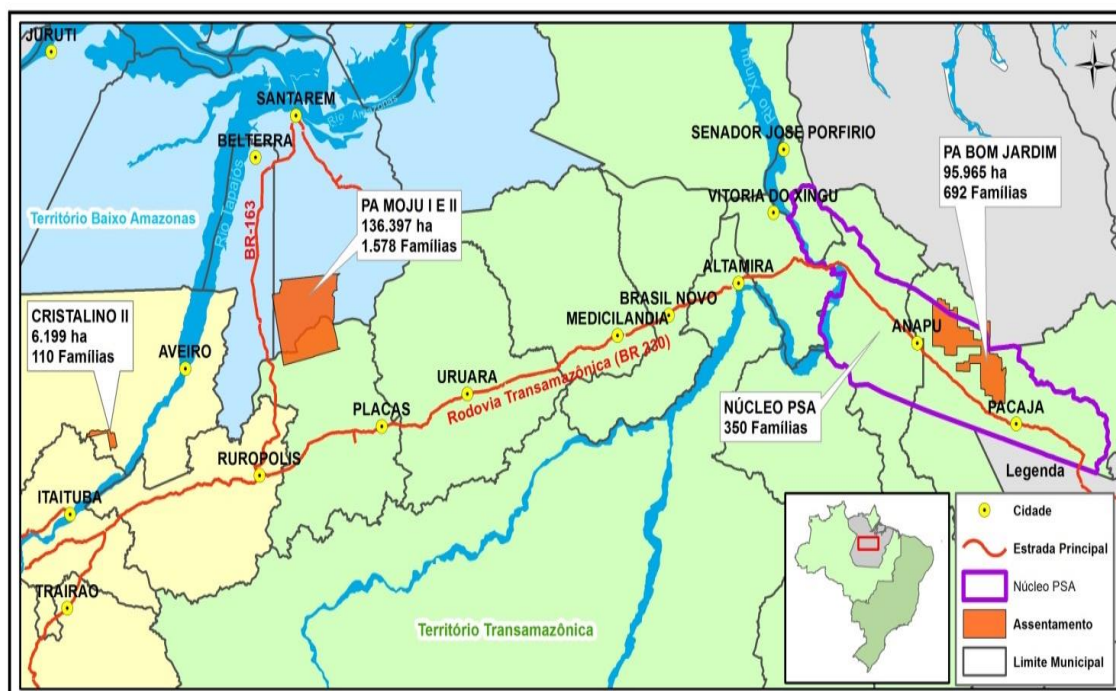 JURUTI
SANTAREM
Rio Amazonas
BELTERRA
Rio Tapajós
Território Baixo Amazonas
BR-163
PA MOJU I E II
136.397 ha
1.578 Famílias
Rio Xingu
N
SENADOR JOSE PORFIRIO
VITORIA DO XINGU
PA BOM JARDIM
95.965 ha
692 Famílias
ALTAMIRA
BRASIL NOVO
MEDICILANDIA
CRISTALINO II
6.199 ha
110 Famílias
AVEIRO
ANAPU
URUARA
Rodovia Transamazônica (BR 230)
PLACAS
NÚCLEO PSA
350 Famílias
PACAJA
RUROPOLIS
ITAITUBA
TRAIRAO
Território Transamazônica
Legenda
Cidade
Estrada Principal
Núcleo PSA
Assentamento
Limite Municipal